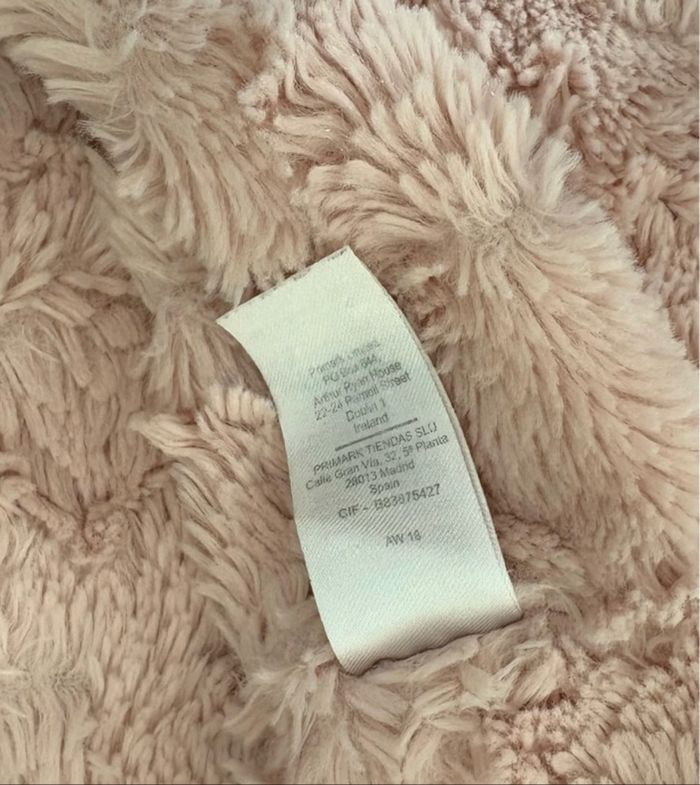 Primark Limited,
PO Box 644,
Arthur Ryan House
22-24 Parnell Street
Dublin 1
Ireland
PRIMARK TIENDAS SLU
Calle Gran Via, 32, 5ª Planta
28013 Madrid
Spain
CIF - B83875427
AW 18